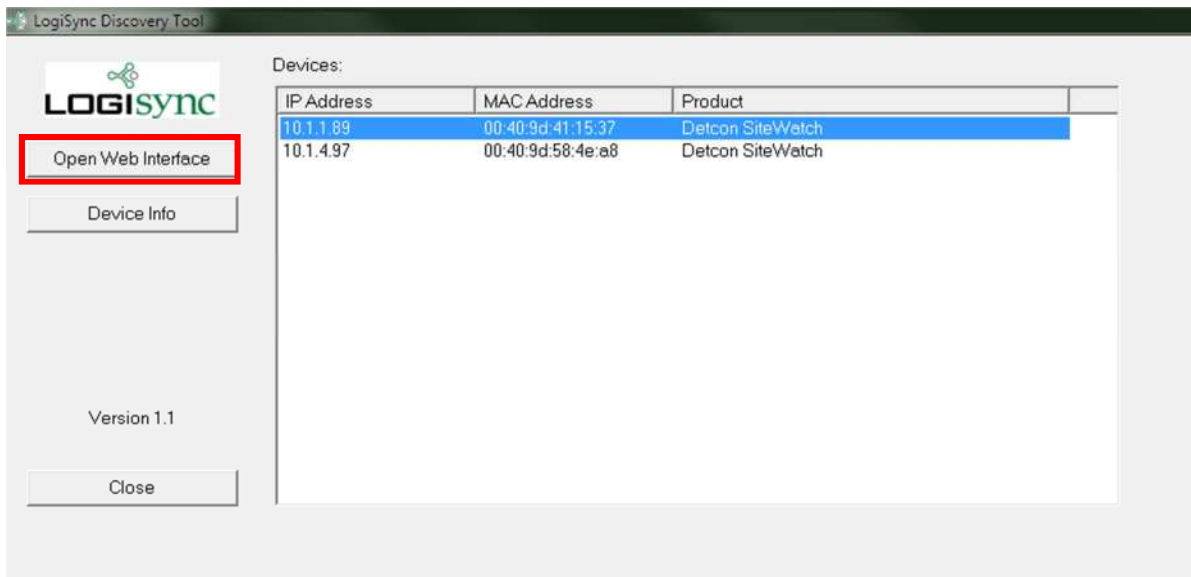 LogiSync Discovery Tool
LOGISYNC
Open Web Interface
Device Info
Version 1.1
Close
Devices:
IP Address MAC Address Product
10.1.1.89 00:40:9d:41:15:37 Detcon SiteWatch
10.1.4.97 00:40:9d:58:4e:a8 Detcon SiteWatch